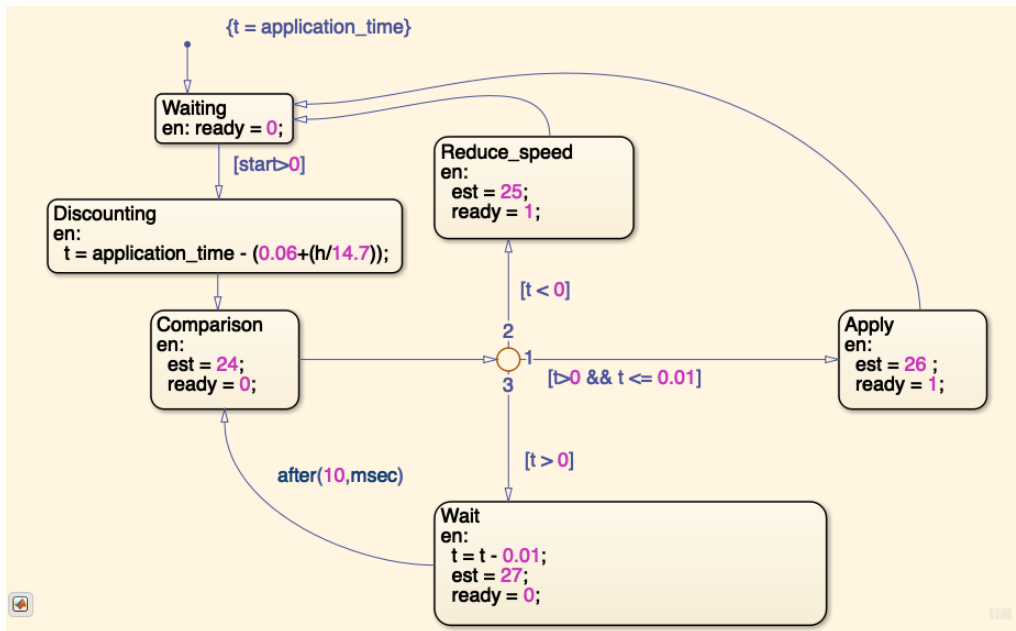 {t = application_time}
Waiting
en: ready = 0;
[start>0]
Discounting
en:
t = application_time - (0.06+(h/14.7));
Reduce_speed
en:
est = 25;
ready = 1;
[t < 0]
Comparison
en:
est = 24;
ready = 0;
2
1
3
[t>0 && t <= 0.01]
Apply
en:
est = 26 ;
ready = 1;
[t > 0]
after(10,msec)
Wait
en:
t = t - 0.01;
est = 27;
ready = 0;